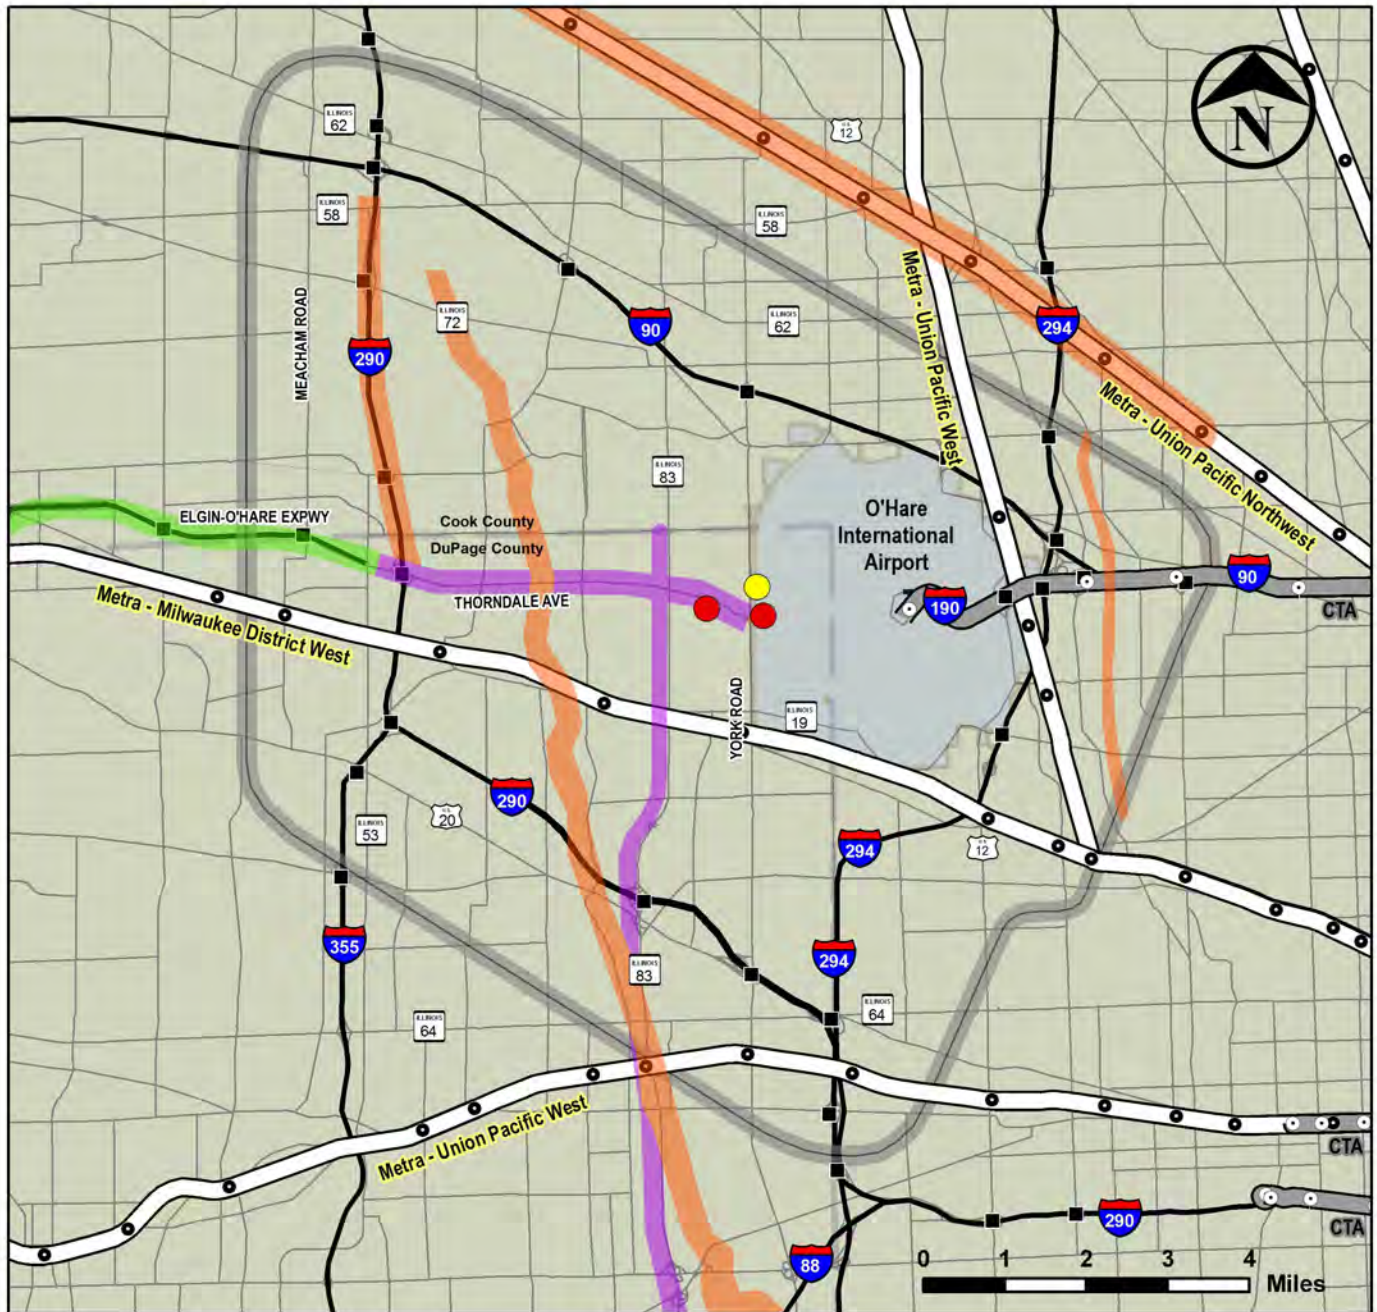 ILLINOIS
62
U.S.
12
N
ILLINOIS
58
ILLINOIS
58
MEACHAM ROAD
ILLINOIS
72
90
ILLINOIS
62
Metra - Union Pacific West
294
290
Metra - Union Pacific Northwest
ILLINOIS
83
O'Hare
International
Airport
ELGIN-O'HARE EXPWY
Cook County
DuPage County
THORNDALE AVE
190
90
CTA
Metra - Milwaukee District West
YORK ROAD
ILLINOIS
19
290
U.S.
20
ILLINOIS
53
294
U.S.
12
355
294
ILLINOIS
83
ILLINOIS
64
ILLINOIS
64
Metra - Union Pacific West
CTA
290
CTA
88
0 1 2 3 4
Miles